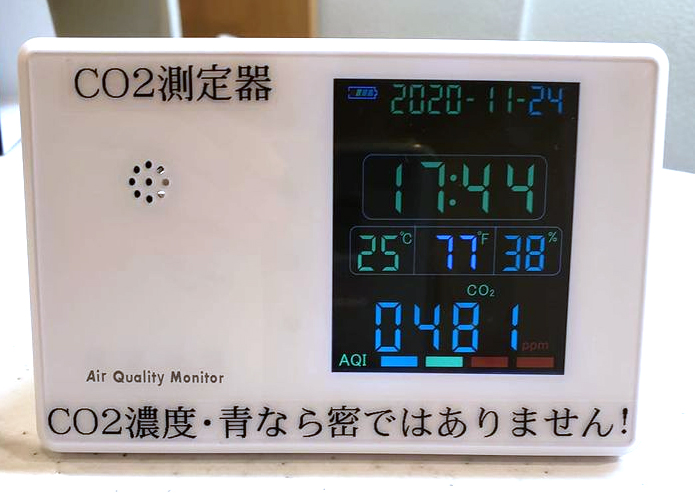 CO2測定器
2020-11-24
17:44
25℃ 77°F 38%
CO₂
0481 ppm
AQI
Air Quality Monitor
CO2濃度・青なら密ではありません!